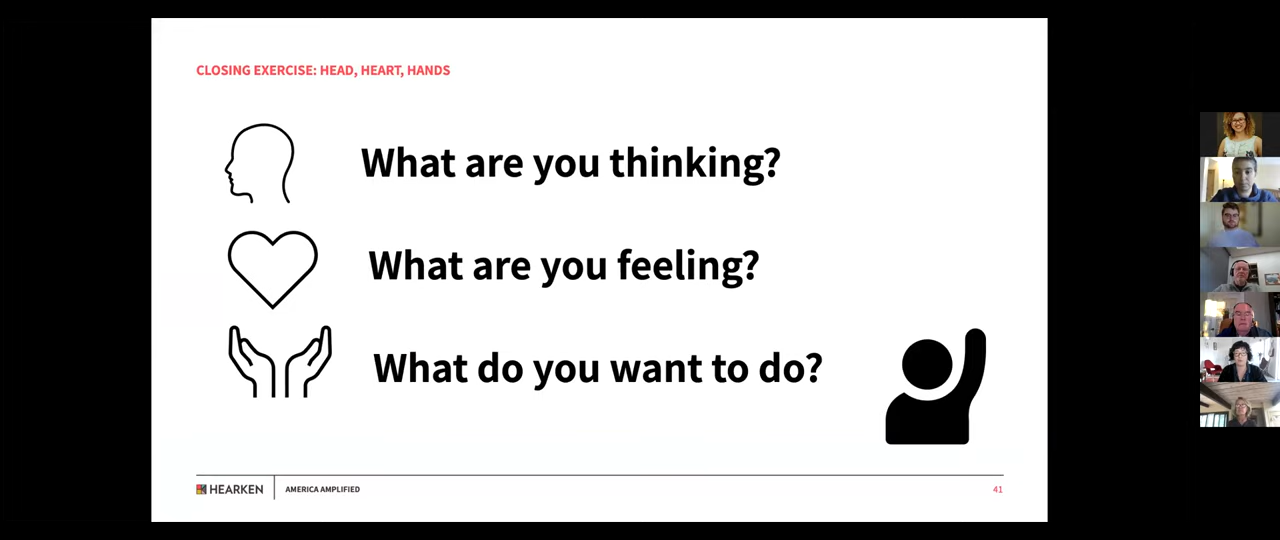 CLOSING EXERCISE: HEAD, HEART, HANDS
What are you thinking?
What are you feeling?
What do you want to do?
HEARKEN
AMERICA AMPLIFIED
41